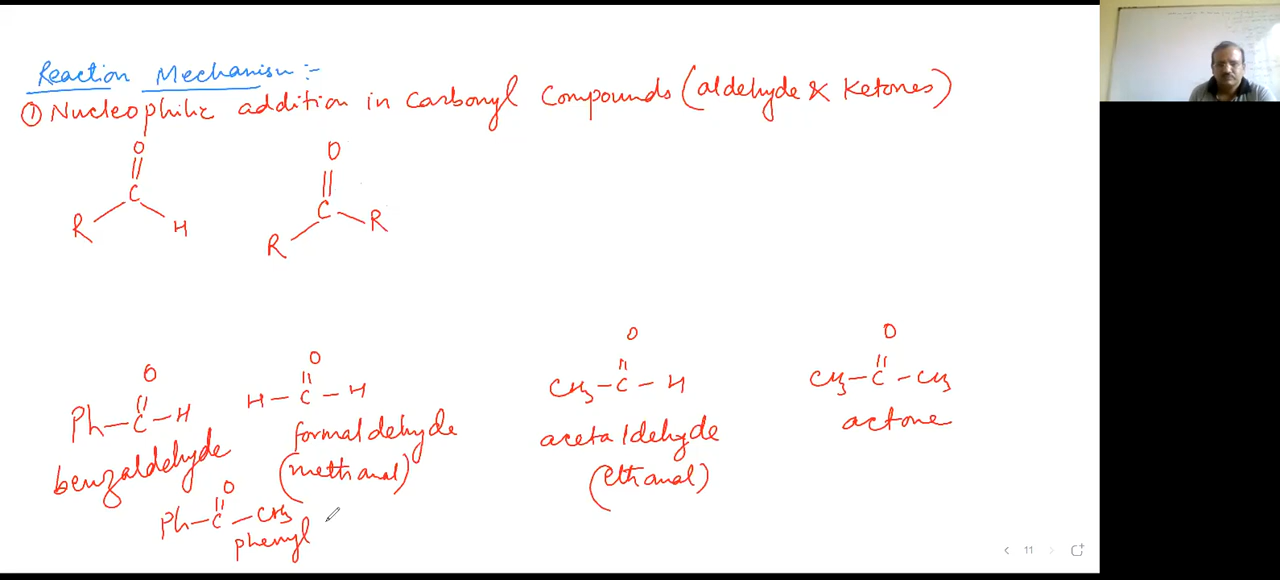 Reaction Mechanism :-
① Nucleophilic addition in Carbonyl Compounds (aldehyde & Ketones)
O
O
C
C
R
H
R
R
O
O
O
O
Ph-C-H
H-C-H
CH3-C-H
CH3-C-CH3
benzaldehyde
formaldehyde
acetaldehyde
actone
(methanal)
(ethanal)
O
Ph-C-CH3
phenyl
11